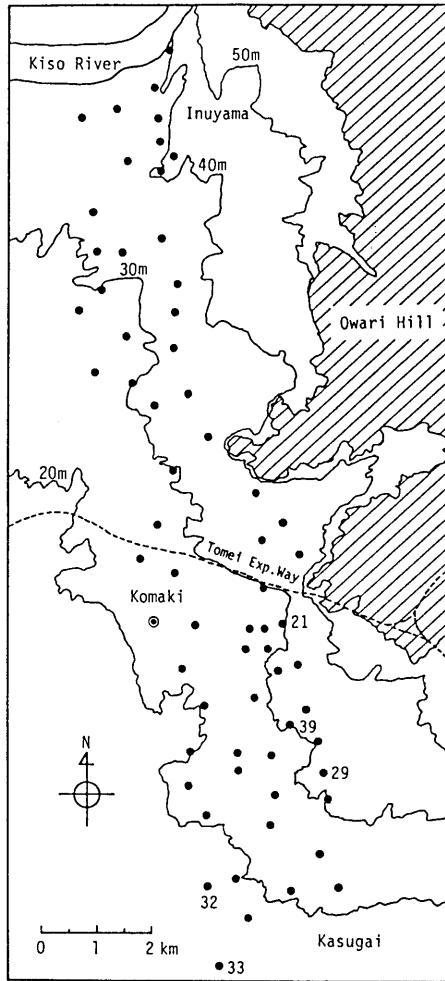 50m
Kiso River
Inuyama
40m
30m
Owari Hill
20m
Tomei Exp.Way
Komaki
21
N
39
29
32
0 1 2 km
Kasugai
33